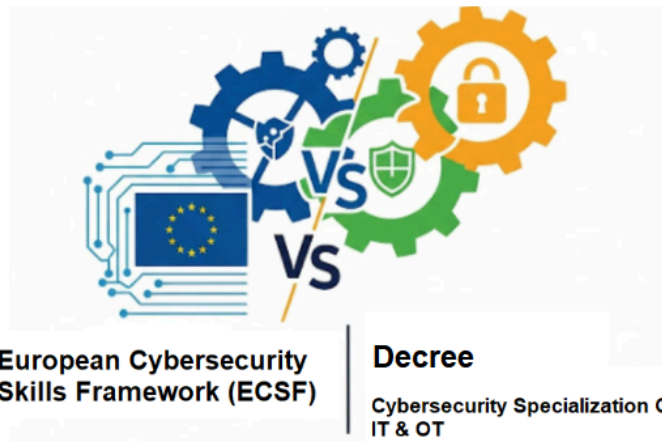 VS
VS
European Cybersecurity
Skills Framework (ECSF)
Decree
Cybersecurity Specialization
IT & OT